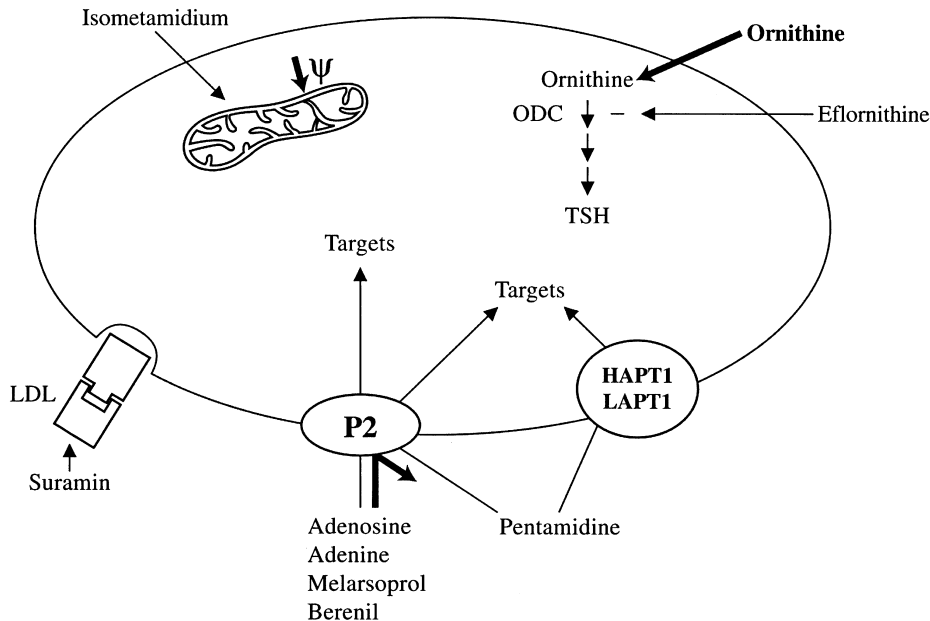 Isometamidium
Ψ
Ornithine
Ornithine
ODC
–
Eflornithine
TSH
Targets
Targets
HAPT1
LAPT1
LDL
P2
Suramin
Adenosine
Adenine
Melarsoprol
Berenil
Pentamidine